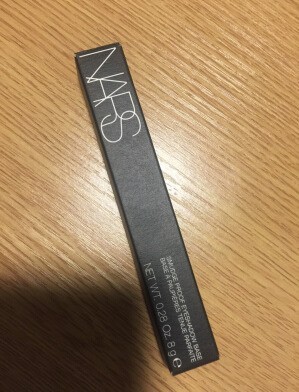 NARS
SMUDGE PROOF EYESHADOW BASE
BASE À PAUPIÈRES TENUE PARFAITE
NET WT. 0.28 Oz. 8 g ℮